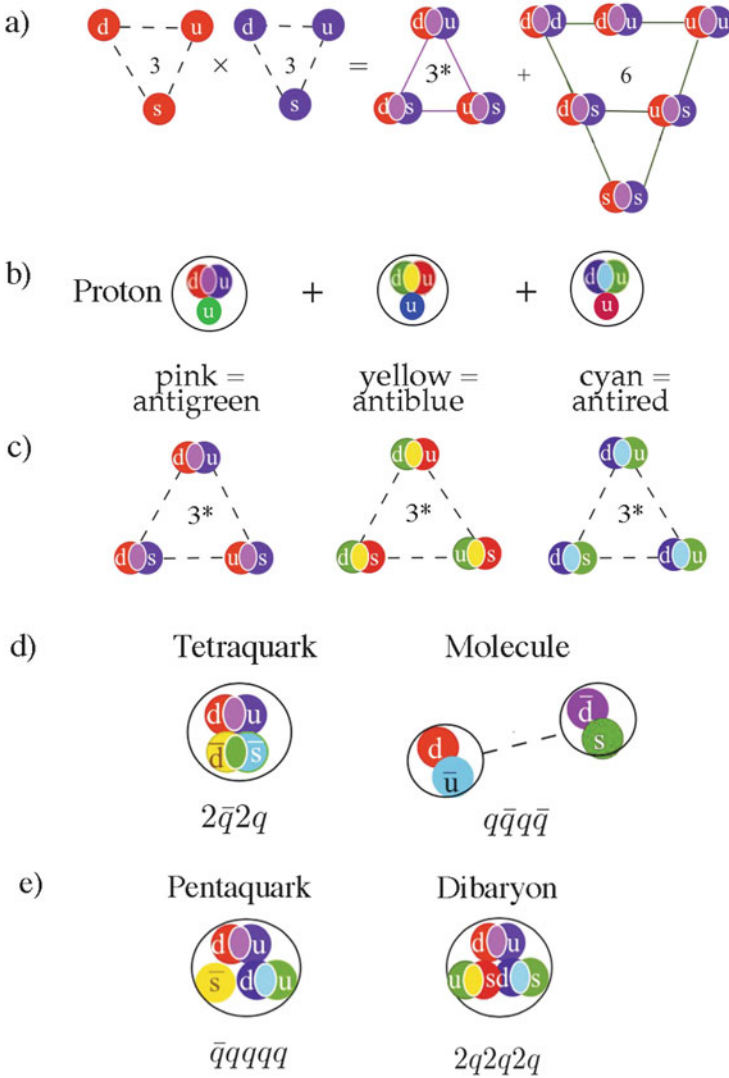 a)
d u d u d u d d d u u u
3 × 3 = 3* + 6
s s d s u s d s u s
s s
b)
Proton d u + d u + d u
u u u
pink = yellow = cyan =
antigreen antiblue antired
c)
d u d u d u
3* 3* 3*
d s u s d s u s d s d u
d)
Tetraquark Molecule
d u d̄
d̄ s̄ d s
ū
2q̄2q qq̄qq̄
e)
Pentaquark Dibaryon
d u d u
s̄ d u u s d s
q̄qqqq 2q2q2q